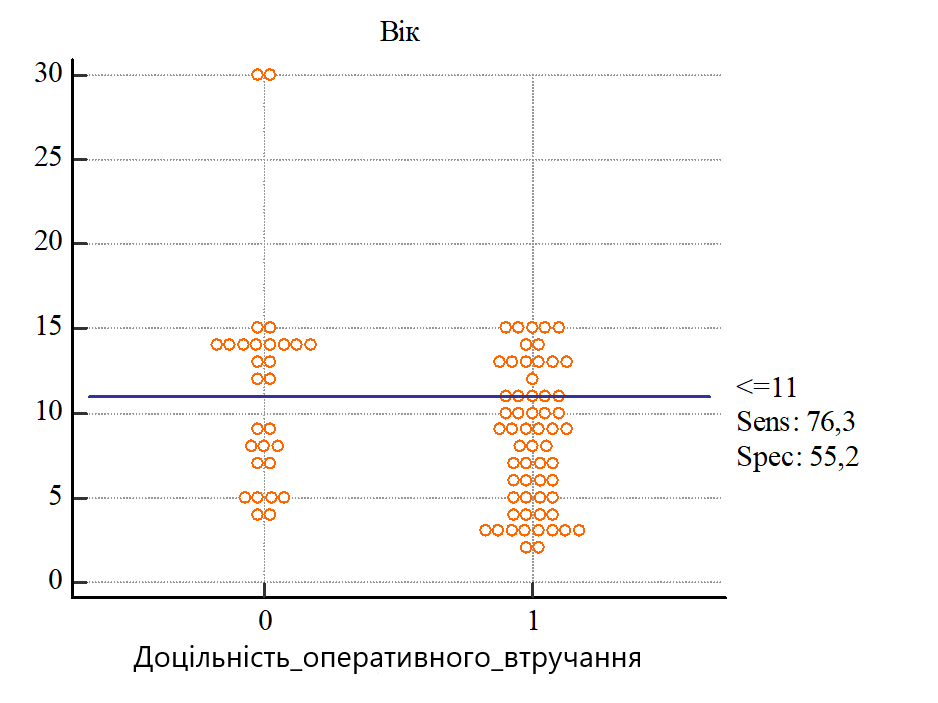 Вік
30
25
20
15
10
5
0
<=11
Sens: 76,3
Spec: 55,2
0 1
Доцільність_оперативного_втручання